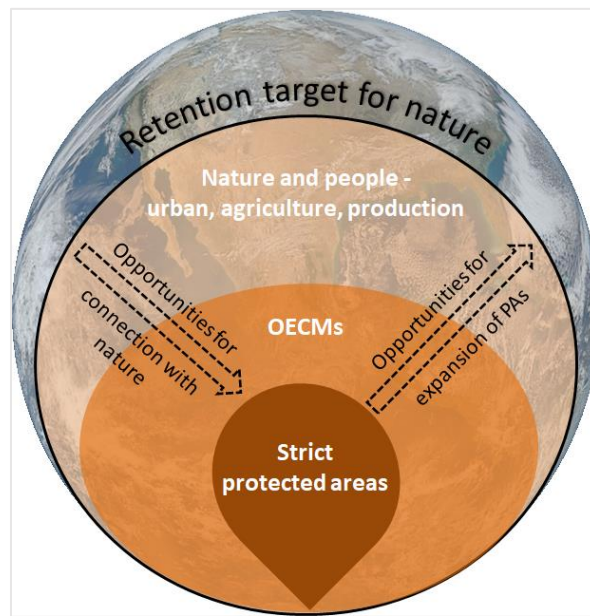 Retention target for nature
Nature and people -
urban, agriculture, production
Opportunities for
connection with
nature
Opportunities for
expansion of PAs
OECMs
Strict
protected areas